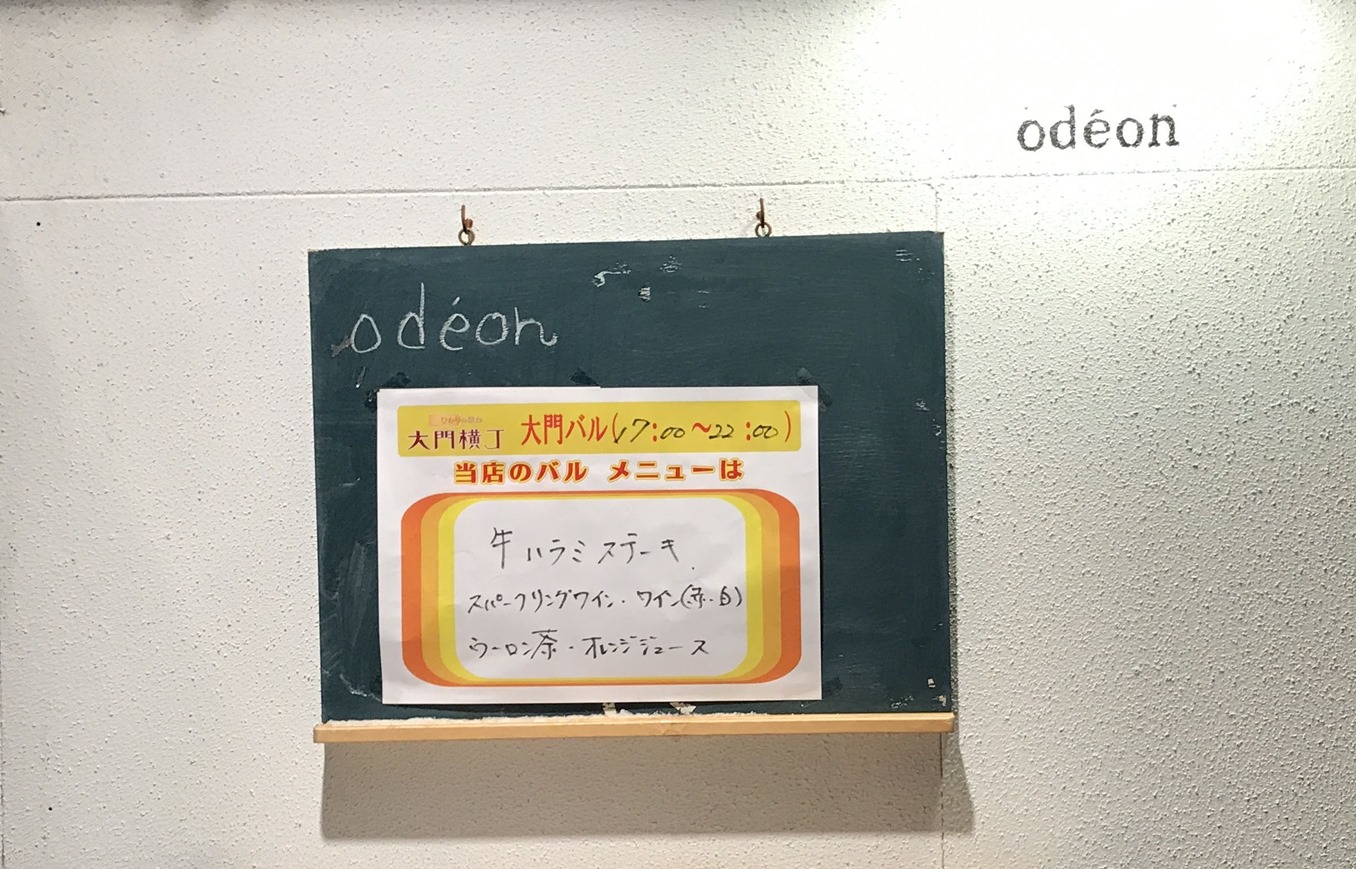 odéon
odéon
大門横丁 大門バル(17:00~22:00)
当店のバル メニューは
牛ハラミステーキ
スパークリングワイン・ワイン(赤・白)
ウーロン茶・オレンジジュース